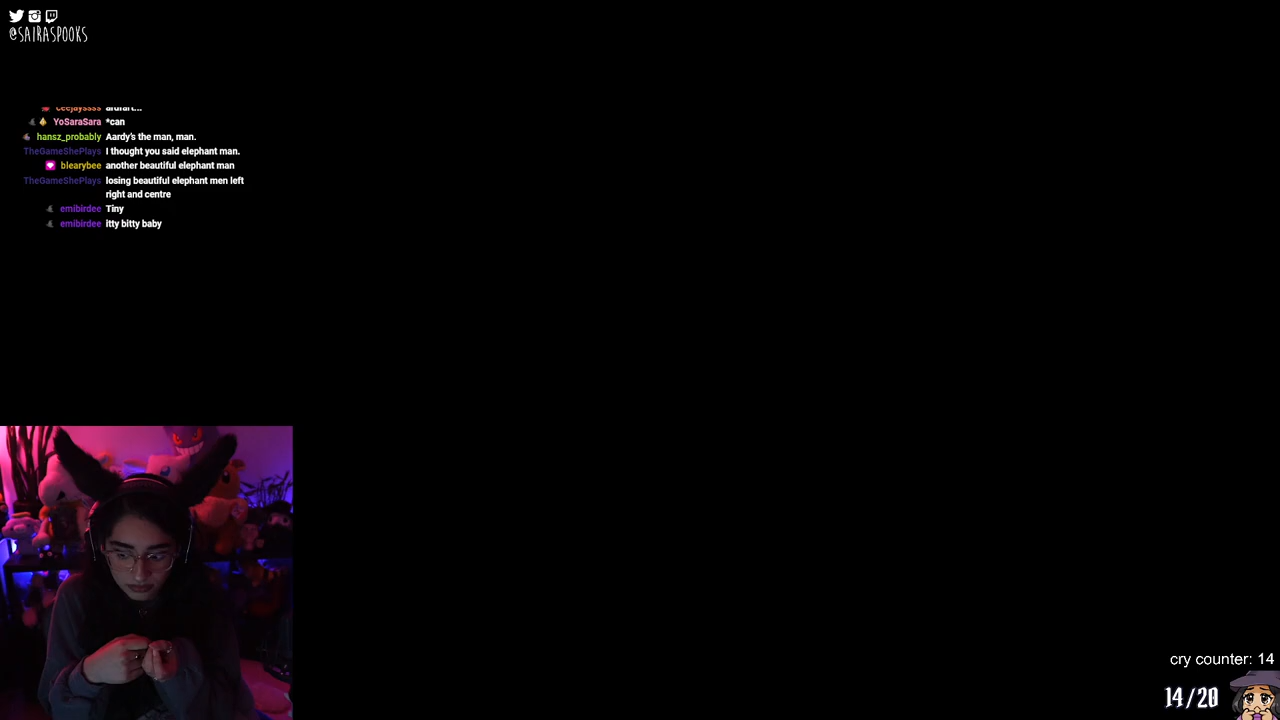 @SAIRASPOOKS
ceejayssss
YoSaraSara *can
hansz_probably Aardy's the man, man.
TheGameShePlays I thought you said elephant man.
blearybee another beautiful elephant man
TheGameShePlays losing beautiful elephant men left
right and centre
emibirdee Tiny
emibirdee itty bitty baby
cry counter: 14
14/20